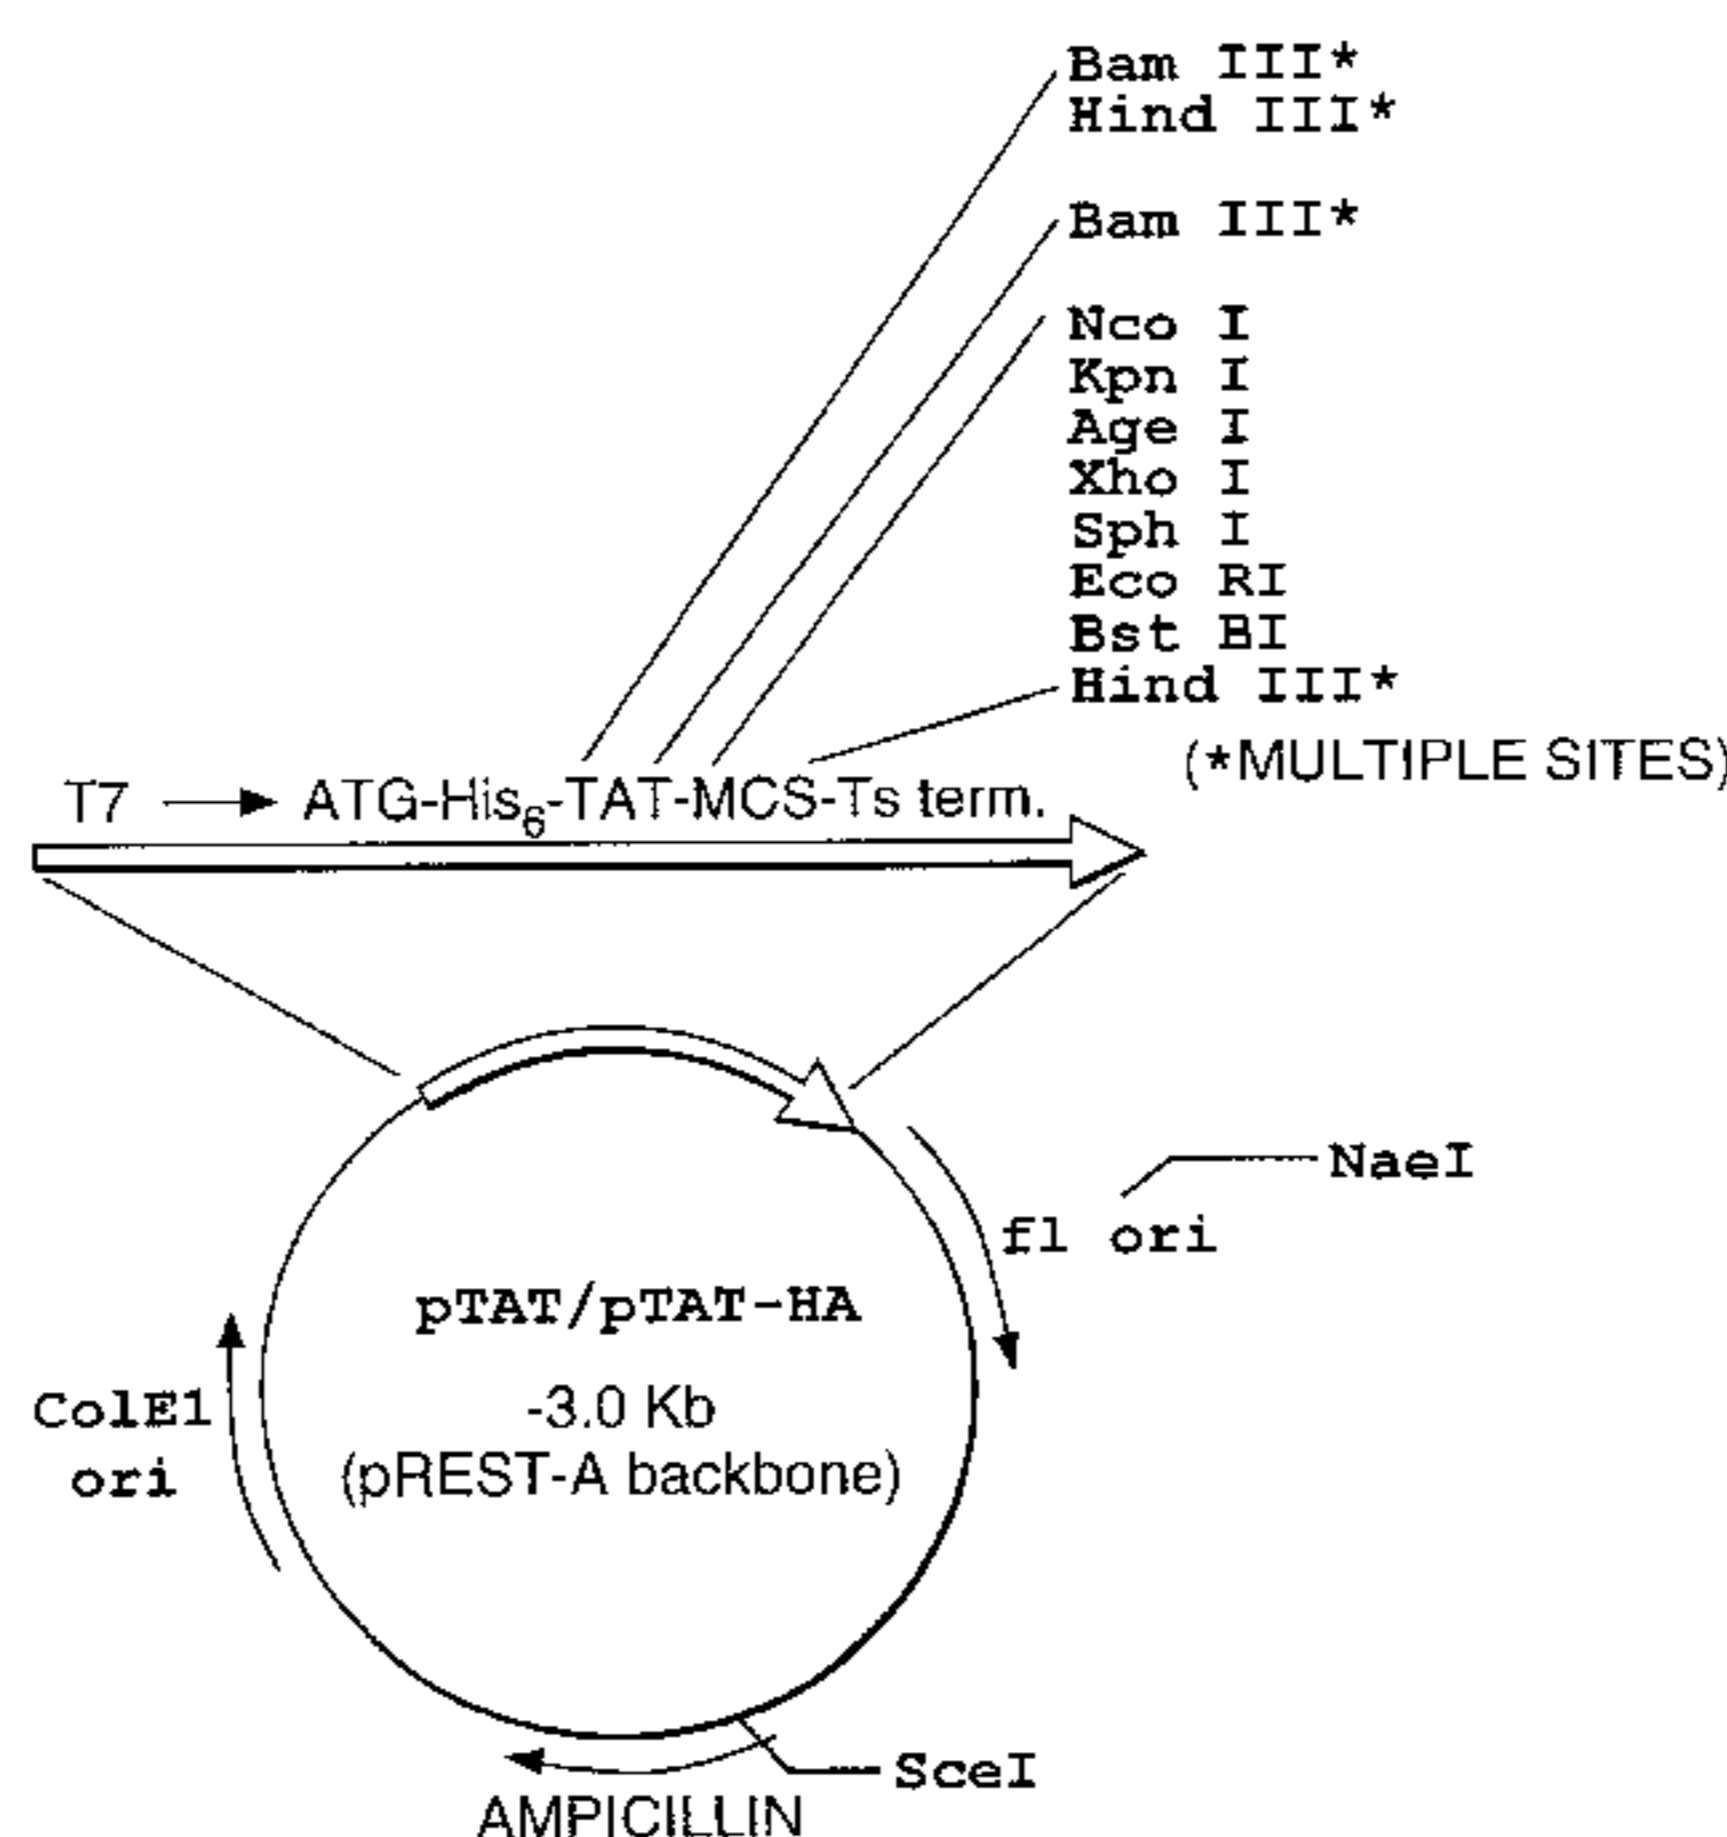 Bam III*
Hind III*
Bam III*
Nco I
Kpn I
Age I
Xho I
Sph I
Eco RI
Bst BI
Hind III*
(*MULTIPLE SITES)
T7 → ATG-His6-TAT-MCS-Ts term.
NaeI
fl ori
pTAT/pTAT-HA
-3.0 Kb
(pREST-A backbone)
ColE1
ori
SceI
AMPICILLIN